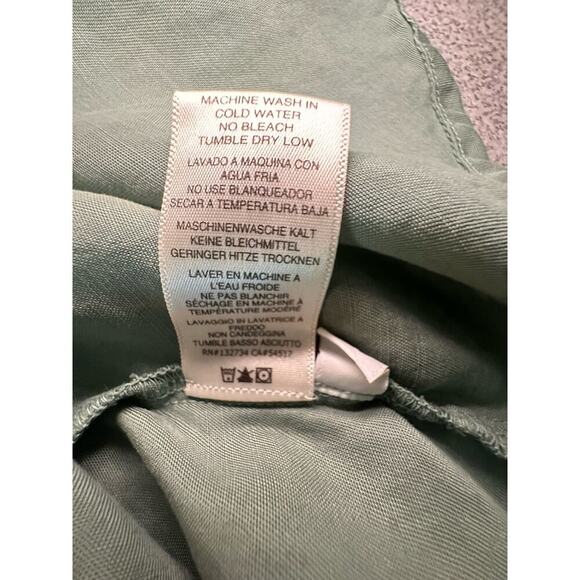 MACHINE WASH IN
COLD WATER
NO BLEACH
TUMBLE DRY LOW
LAVADO A MAQUINA CON
AGUA FRIA
NO USE BLANQUEADOR
SECAR A TEMPERATURA BAJA
MASCHINENWASCHE KALT
KEINE BLEICHMITTEL
GERINGER HITZE TROCKNEN
LAVER EN MACHINE A
L'EAU FROIDE
NE PAS BLANCHIR
SÉCHAGE EN MACHINE À
TEMPÉRATURE MODÉRÉ
LAVAGGIO IN LAVATRICE A
FREDDO
NON CANDEGGINA
TUMBLE BASSO ASCIUTTO
RN#132734 CA#54517